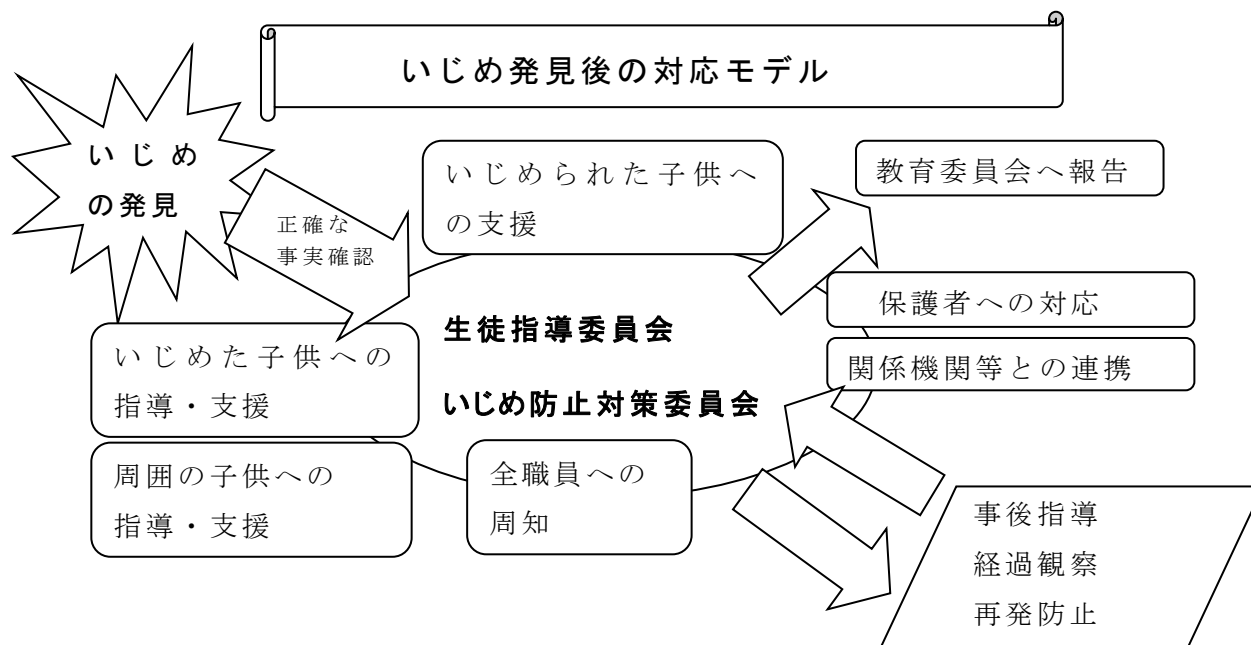 いじめ発見後の対応モデル
いじめ
の発見
正確な
事実確認
いじめられた子供へ
の支援
教育委員会へ報告
保護者への対応
関係機関等との連携
生徒指導委員会
いじめ防止対策委員会
いじめた子供への
指導・支援
周囲の子供への
指導・支援
全職員への
周知
事後指導
経過観察
再発防止